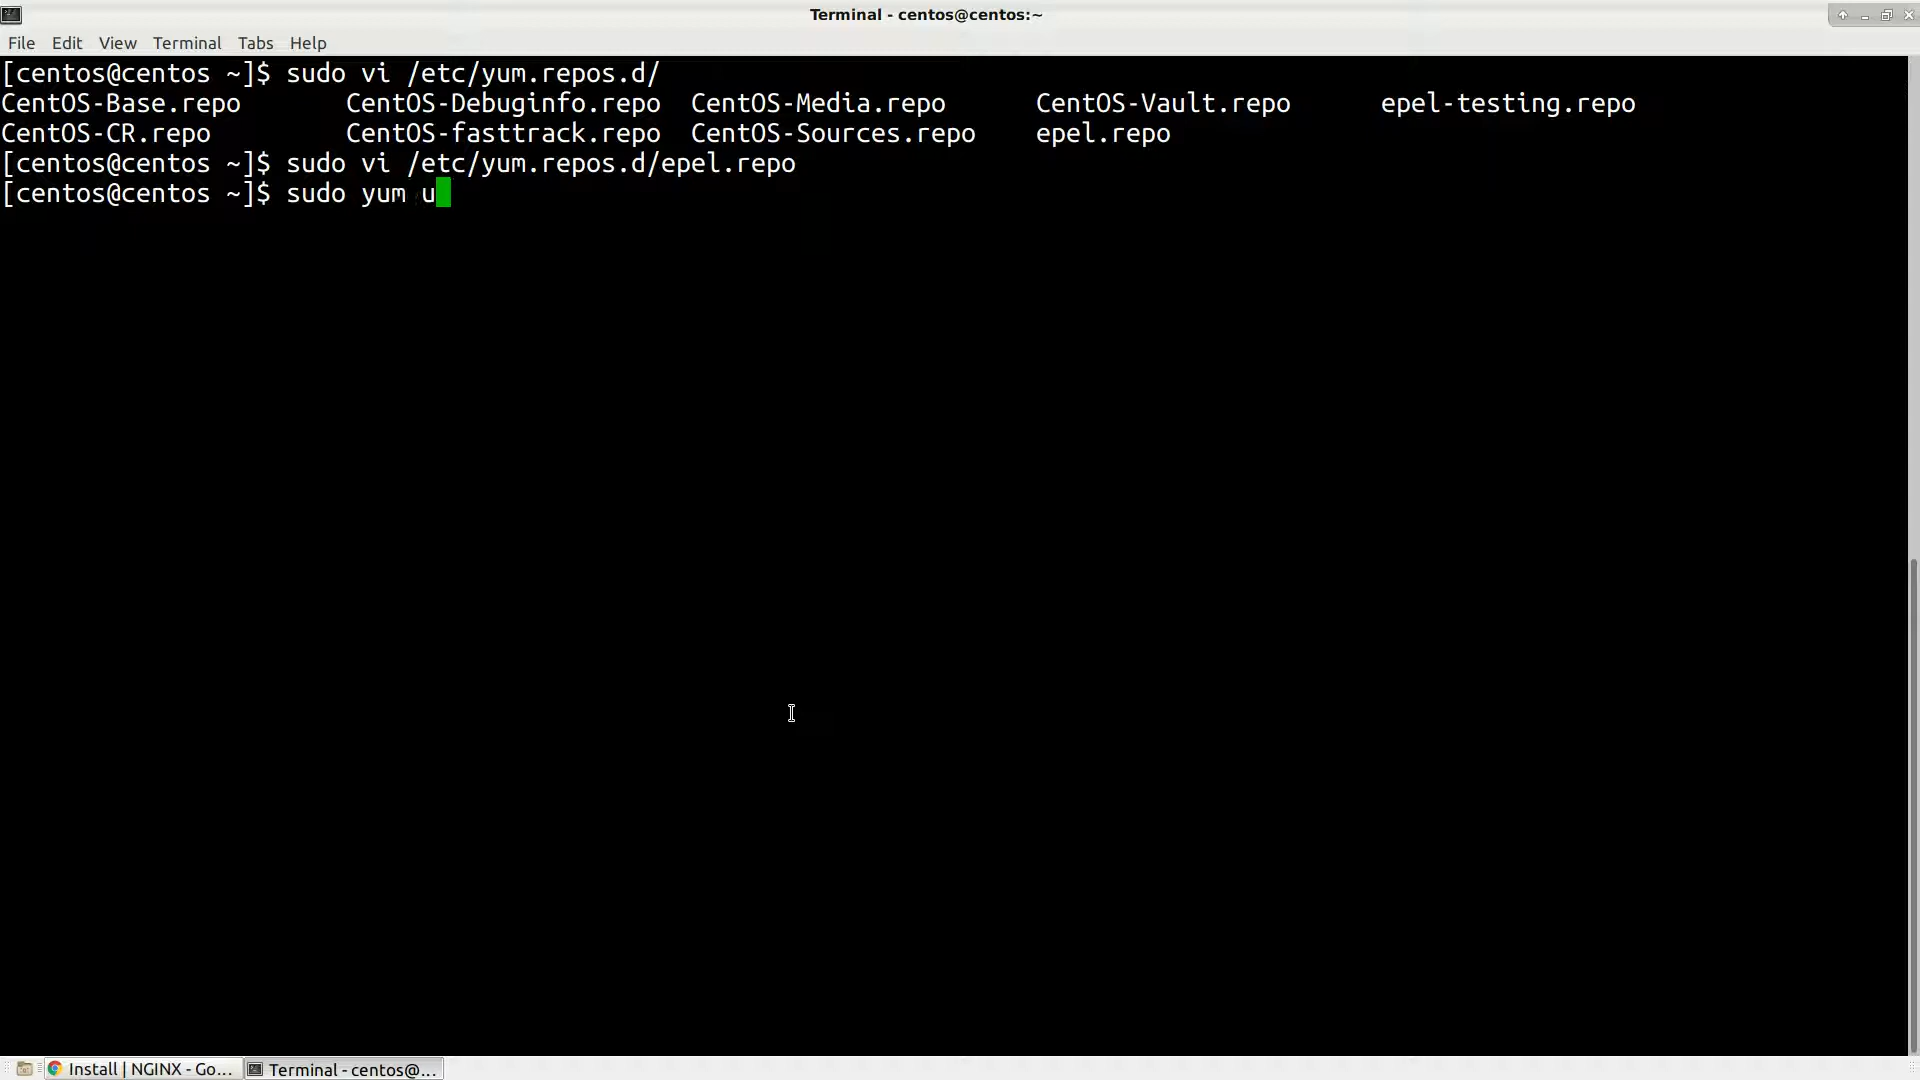 Terminal - centos@centos:~
File Edit View Terminal Tabs Help
[centos@centos ~]$ sudo vi /etc/yum.repos.d/
CentOS-Base.repo CentOS-Debuginfo.repo CentOS-Media.repo CentOS-Vault.repo epel-testing.repo
CentOS-CR.repo CentOS-fasttrack.repo CentOS-Sources.repo epel.repo
[centos@centos ~]$ sudo vi /etc/yum.repos.d/epel.repo
[centos@centos ~]$ sudo yum u
Install | NGINX - Go... Terminal - centos@...